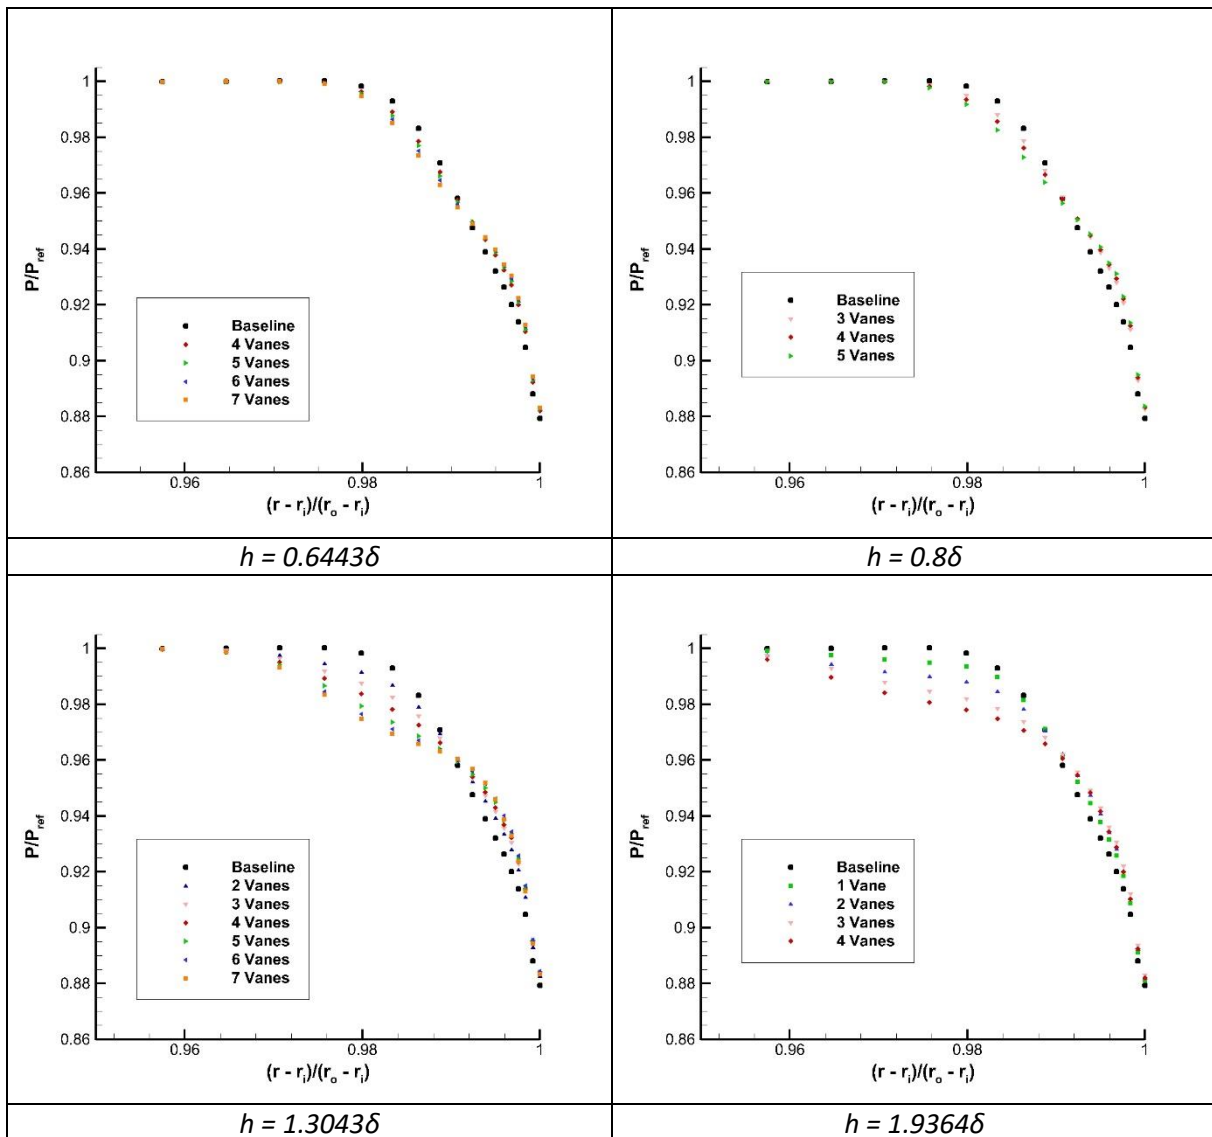 1
0.98
0.96
0.94
0.92
0.9
0.88
0.86
P/Pref
0.96
0.98
1
(r - ri)/(ro - ri)
Baseline
4 Vanes
5 Vanes
6 Vanes
7 Vanes
h = 0.6443δ
1
0.98
0.96
0.94
0.92
0.9
0.88
0.86
P/Pref
0.96
0.98
1
(r - ri)/(ro - ri)
Baseline
3 Vanes
4 Vanes
5 Vanes
h = 0.8δ
1
0.98
0.96
0.94
0.92
0.9
0.88
0.86
P/Pref
0.96
0.98
1
(r - ri)/(ro - ri)
Baseline
2 Vanes
3 Vanes
4 Vanes
5 Vanes
6 Vanes
7 Vanes
h = 1.3043δ
1
0.98
0.96
0.94
0.92
0.9
0.88
0.86
P/Pref
0.96
0.98
1
(r - ri)/(ro - ri)
Baseline
1 Vane
2 Vanes
3 Vanes
4 Vanes
h = 1.9364δ